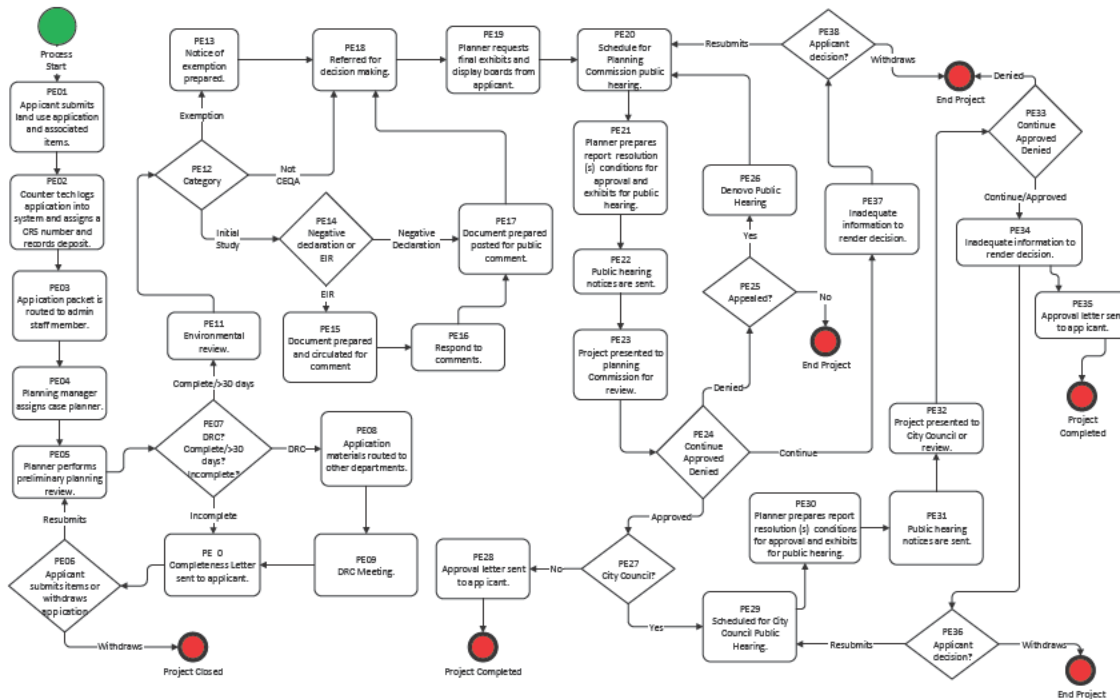 Process
Start
PE01
Applicant submits
land use application
and associated
items.
PE02
Counter tech logs
application into
system and assigns a
CRS number and
records deposit.
PE03
Application packet is
routed to admin
staff member.
PE04
Planning manager
assigns case planner.
PE05
Planner performs
preliminary planning
review.
Resubmits
PE06
Applicant
submits items or
withdraws
application
Withdraws
Project Closed
PE13
Notice of
exemption
prepared.
Exemption
PE12
Category
Not
CEQA
Initial
Study
PE11
Environmental
review.
Complete/>30 days
PE07
DRC?
Complete/>30
days?
Incomplete?
DRC
Incomplete
PE 0
Completeness Letter
sent to applicant.
PE08
Application
materials routed to
other departments.
PE09
DRC Meeting.
PE18
Referred for
decision making.
PE14
Negative
declaration or
EIR
Negative
Declaration
EIR
PE15
Document prepared
and circulated for
comment
PE16
Respond to
comments.
PE17
Document prepared
posted for public
comment.
PE19
Planner requests
final exhibits and
display boards from
applicant.
PE20
Schedule for
Planning
Commission public
hearing.
PE21
Planner prepares
report resolution
(s) conditions for
approval and
exhibits for public
hearing.
PE22
Public hearing
notices are sent.
PE23
Project presented to
planning
Commission for
review.
PE24
Continue
Approved
Denied
Denied
Continue
Approved
PE25
Appealed?
Yes
No
End Project
PE26
Denovo Public
Hearing
PE27
City Council?
No
Yes
PE28
Approval letter sent
to applicant.
Project Completed
PE29
Scheduled for City
Council Public
Hearing.
PE30
Planner prepares report
resolution (s) conditions
for approval and exhibits
for public hearing.
PE31
Public hearing
notices are sent.
PE32
Project presented to
City Council or
review.
PE33
Continue
Approved
Denied
Denied
Continue/Approved
PE34
Inadequate information to
render decision.
PE35
Approval letter sent
to applicant.
Project
Completed
PE36
Applicant
decision?
Resubmits
Withdraws
End Project
PE37
Inadequate
information to
render decision.
PE38
Applicant
decision?
Resubmits
Withdraws
End Project